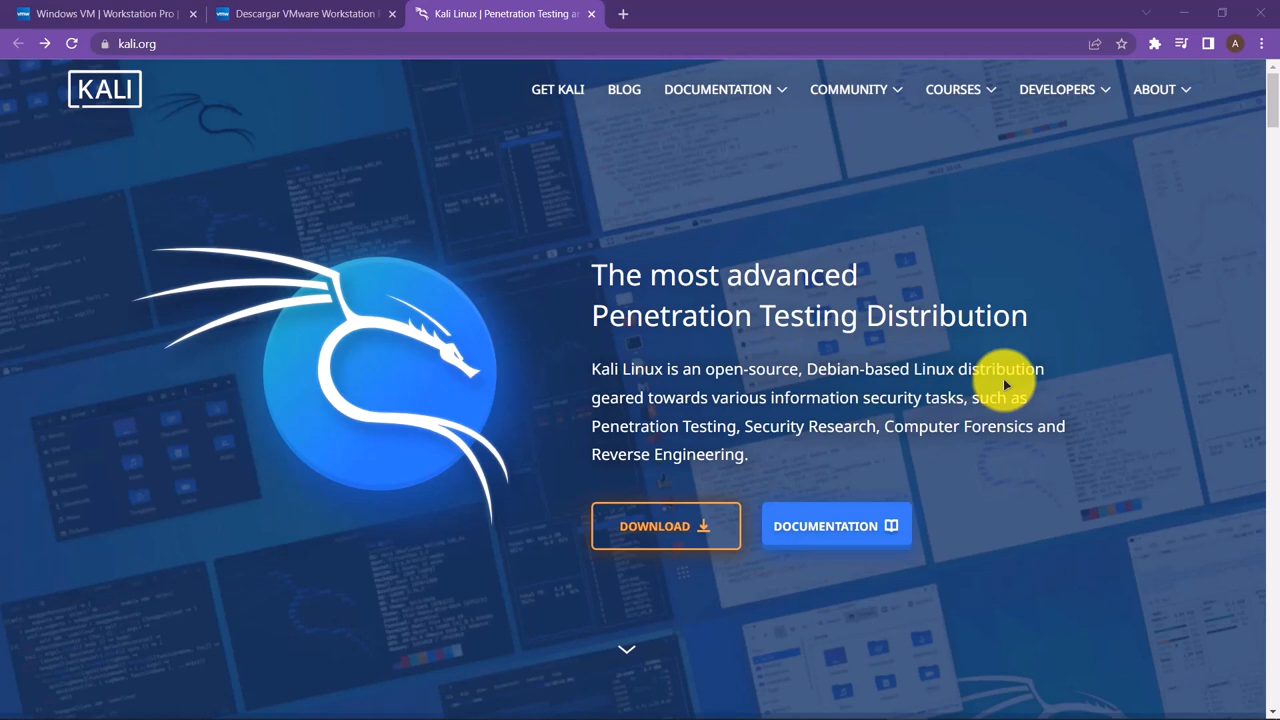 Windows VM | Workstation Pro |
Descargar VMware Workstation
Kali Linux | Penetration Testing a
kali.org
A
KALI
GET KALI
BLOG
DOCUMENTATION
COMMUNITY
COURSES
DEVELOPERS
ABOUT
The most advanced
Penetration Testing Distribution
Kali Linux is an open-source, Debian-based Linux distribution
geared towards various information security tasks, such as
Penetration Testing, Security Research, Computer Forensics and
Reverse Engineering.
DOWNLOAD
DOCUMENTATION